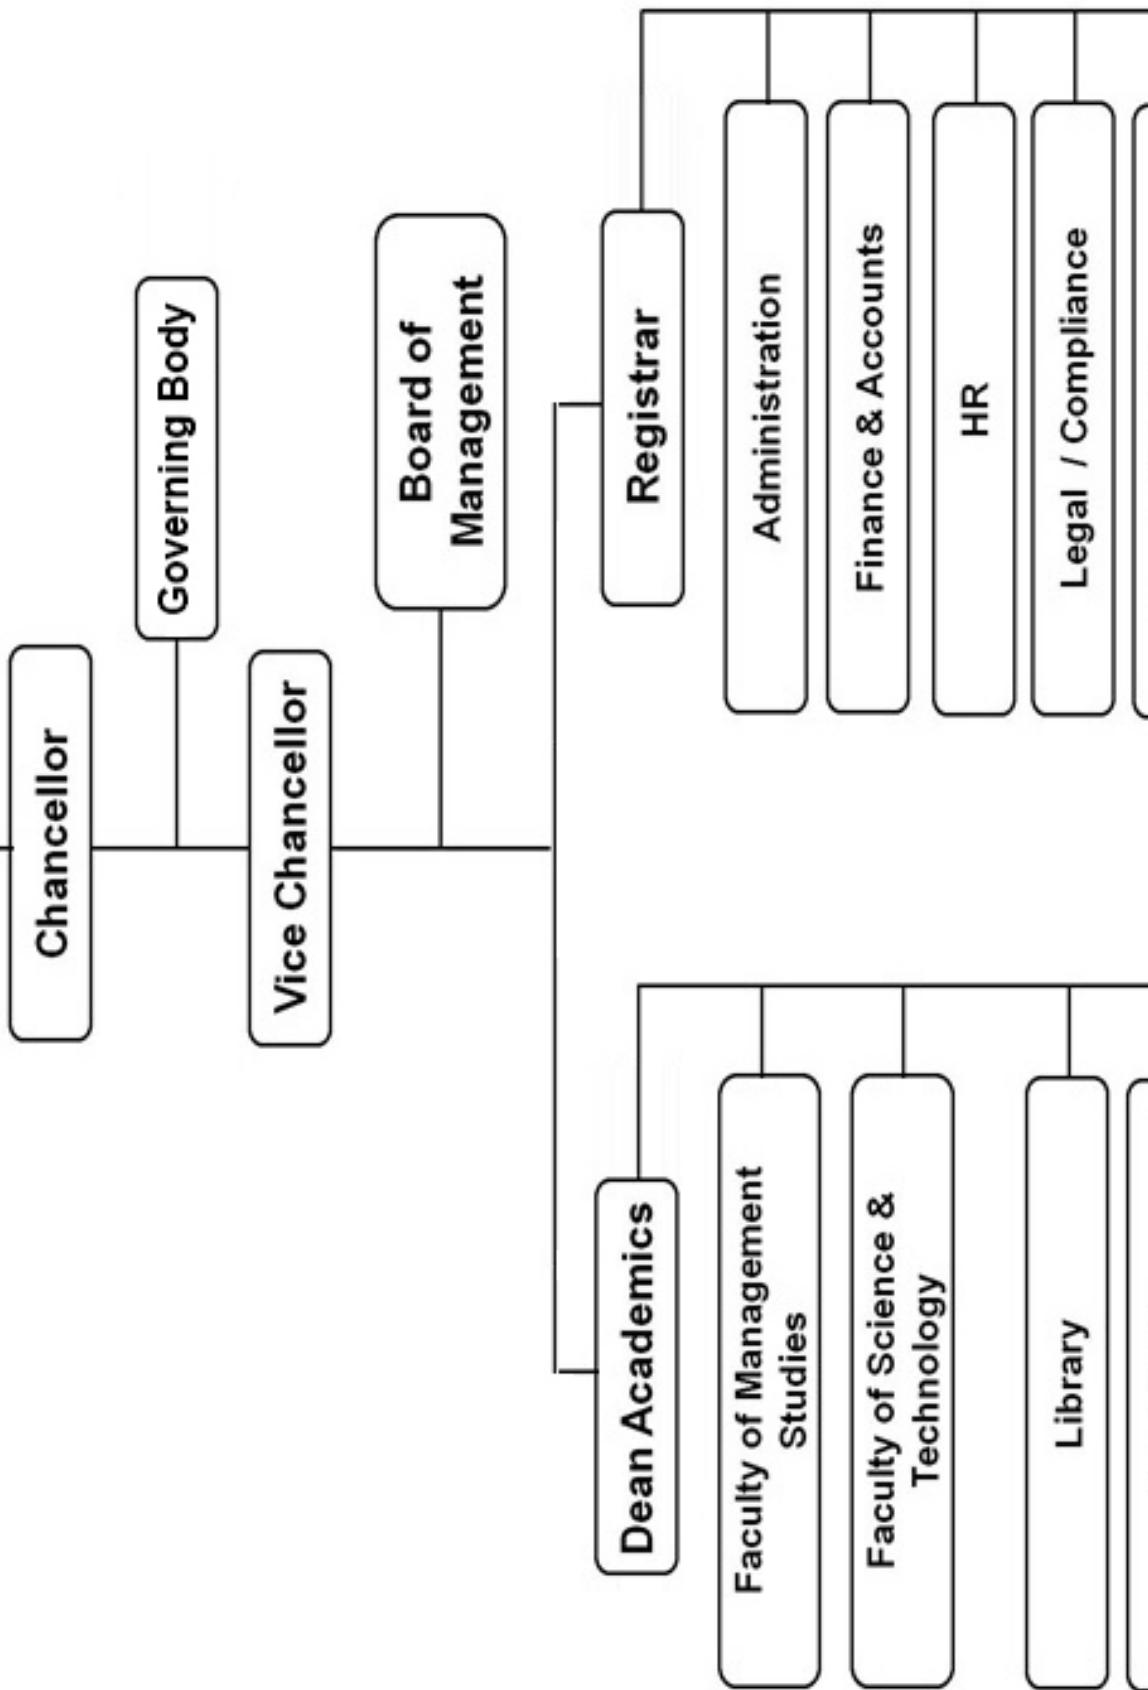 Chancellor
Governing Body
Vice Chancellor
Board of
Management
Dean Academics
Faculty of Management
Studies
Faculty of Science &
Technology
Library
Registrar
Administration
Finance & Accounts
HR
Legal / Compliance